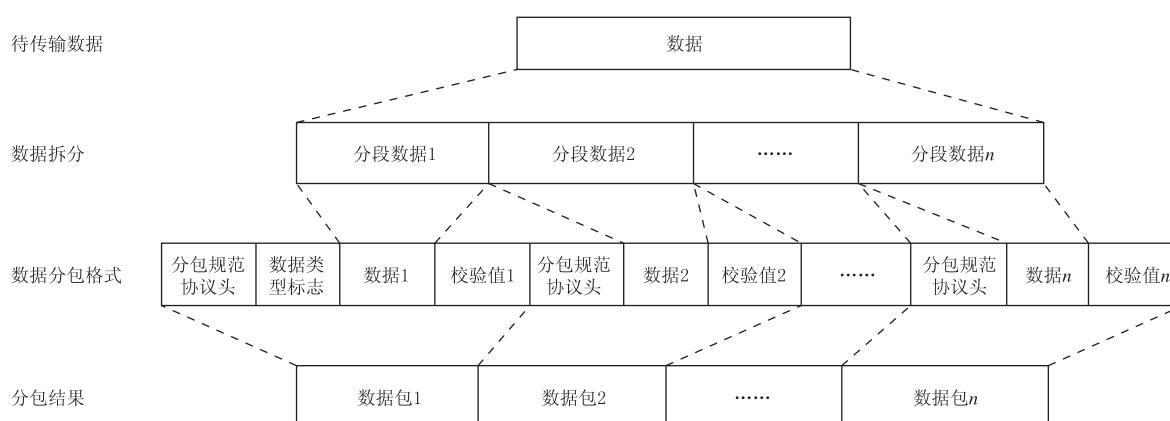 待传输数据
数据
数据拆分
分段数据1
分段数据2
……
分段数据n
数据分包格式
分包规范
协议头
数据类
型标志
数据1
校验值1
分包规范
协议头
数据2
校验值2
……
分包规范
协议头
数据n
校验值n
分包结果
数据包1
数据包2
……
数据包n